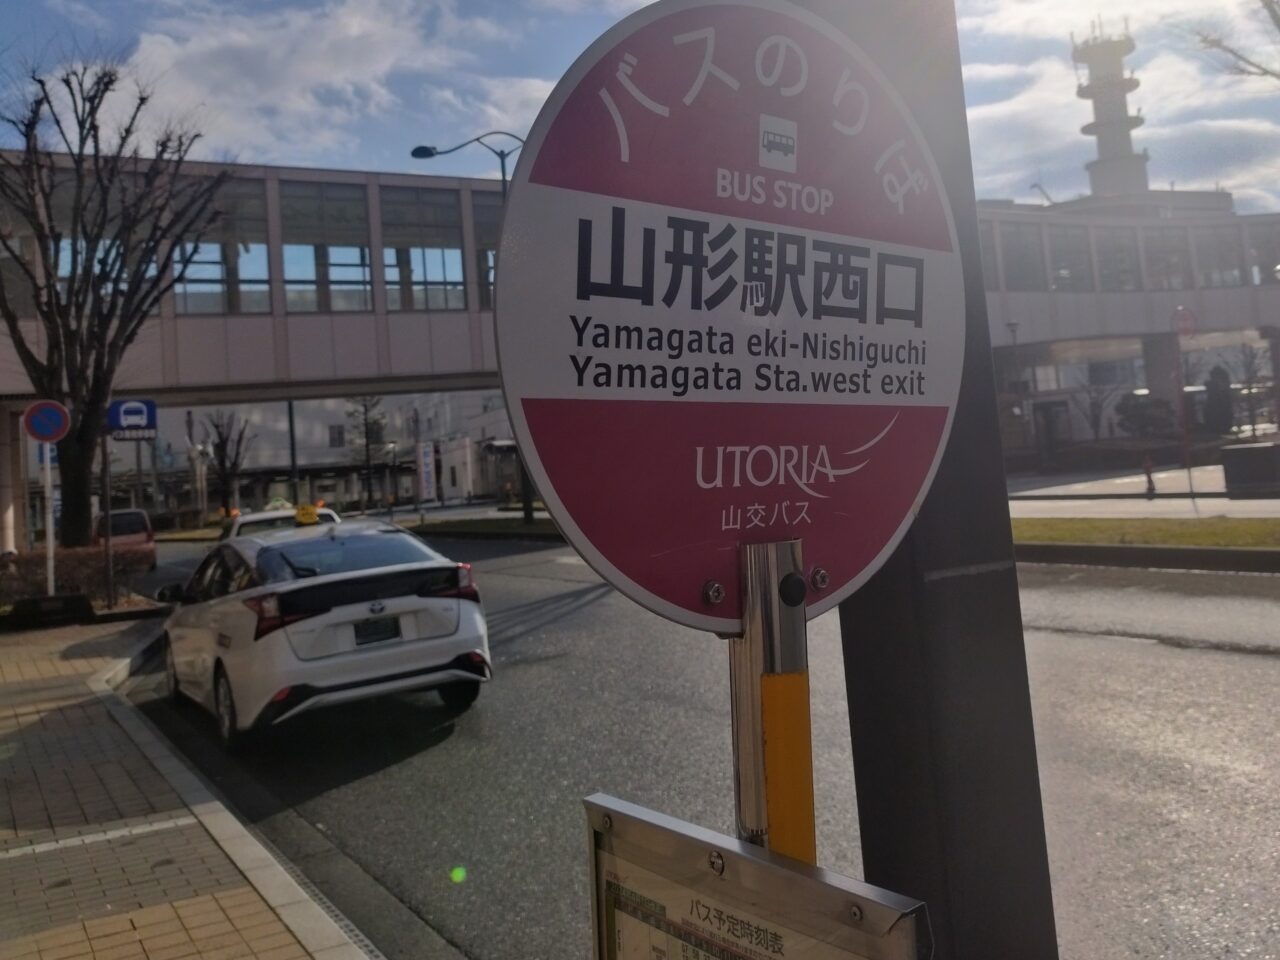 バスのりば
BUS STOP
山形駅西口
Yamagata eki-Nishiguchi
Yamagata Sta.west exit
UTORIA
山交バス
バス予定時刻表